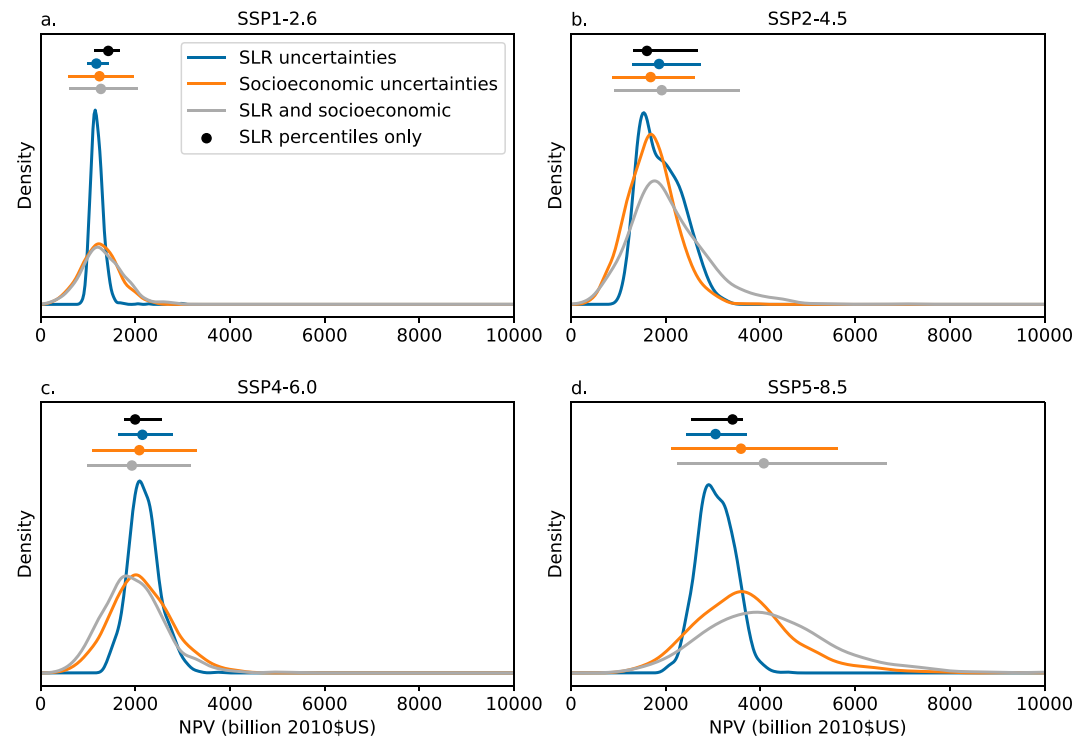 a.
SSP1-2.6
SLR uncertainties
Socioeconomic uncertainties
SLR and socioeconomic
SLR percentiles only
Density
0 2000 4000 6000 8000 10000
b.
SSP2-4.5
Density
0 2000 4000 6000 8000 10000
c.
SSP4-6.0
Density
0 2000 4000 6000 8000 10000
NPV (billion 2010$US)
d.
SSP5-8.5
Density
0 2000 4000 6000 8000 10000
NPV (billion 2010$US)